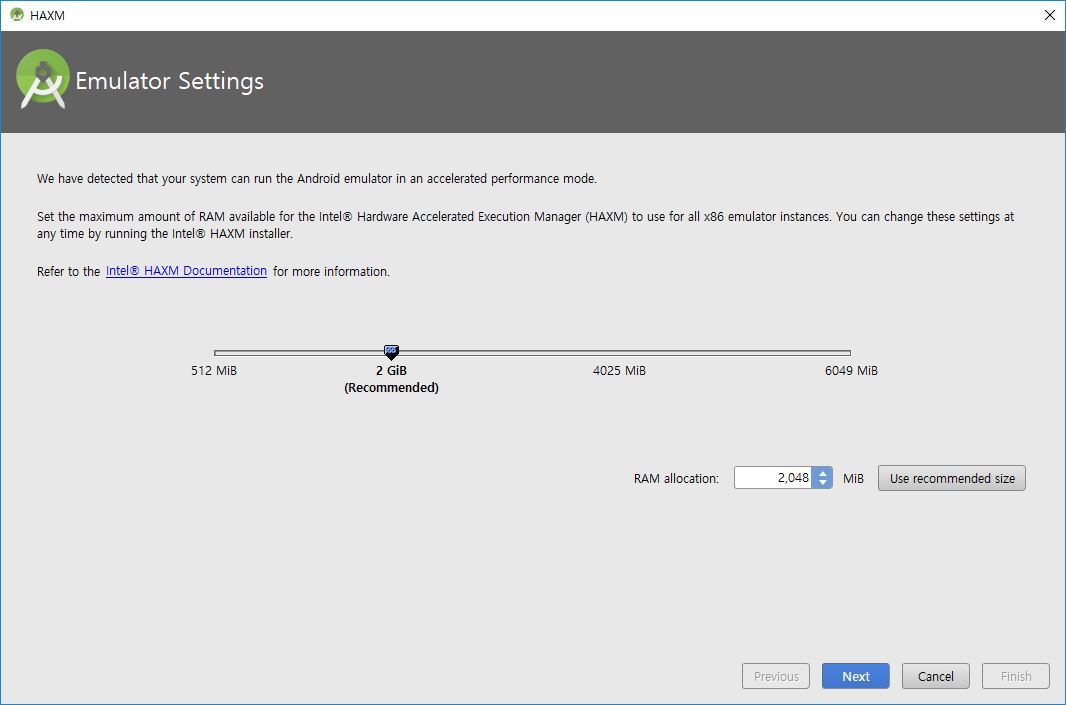 HAXM
Emulator Settings
We have detected that your system can run the Android emulator in an accelerated performance mode.
Set the maximum amount of RAM available for the Intel® Hardware Accelerated Execution Manager (HAXM) to use for all x86 emulator instances. You can change these settings at
any time by running the Intel® HAXM installer.
Refer to the Intel® HAXM Documentation for more information.
512 MiB 2 GiB 4025 MiB 6049 MiB
(Recommended)
RAM allocation: 2,048 MiB Use recommended size
Previous Next Cancel Finish